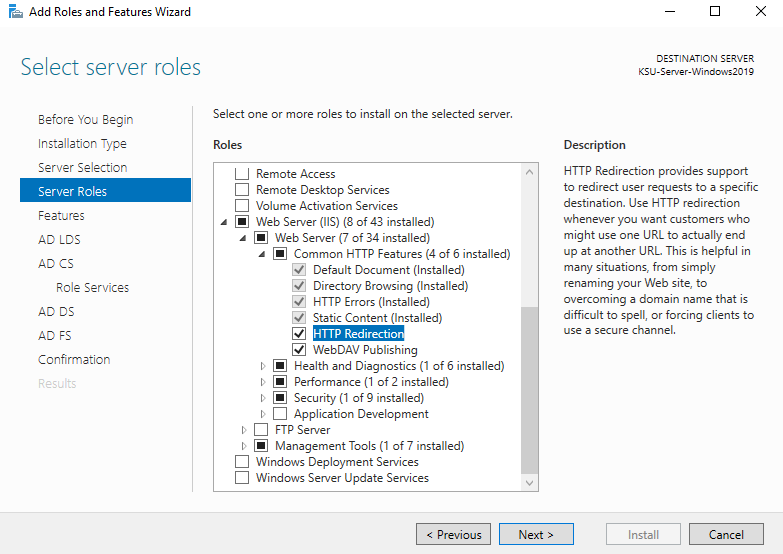 Add Roles and Features Wizard
Select server roles
DESTINATION SERVER
KSU-Server-Windows2019
Before You Begin
Installation Type
Server Selection
Server Roles
Features
AD LDS
AD CS
Role Services
AD DS
AD FS
Confirmation
Results
Select one or more roles to install on the selected server.
Roles
Remote Access
Remote Desktop Services
Volume Activation Services
Web Server (IIS) (8 of 43 installed)
Web Server (7 of 34 installed)
Common HTTP Features (4 of 6 installed)
Default Document (Installed)
Directory Browsing (Installed)
HTTP Errors (Installed)
Static Content (Installed)
HTTP Redirection
WebDAV Publishing
Health and Diagnostics (1 of 6 installed)
Performance (1 of 2 installed)
Security (1 of 9 installed)
Application Development
FTP Server
Management Tools (1 of 7 installed)
Windows Deployment Services
Windows Server Update Services
Description
HTTP Redirection provides support
to redirect user requests to a specific
destination. Use HTTP redirection
whenever you want customers who
might use one URL to actually end
up at another URL. This is helpful in
many situations, from simply
renaming your Web site, to
overcoming a domain name that is
difficult to spell, or forcing clients to
use a secure channel.
< Previous
Next >
Install
Cancel